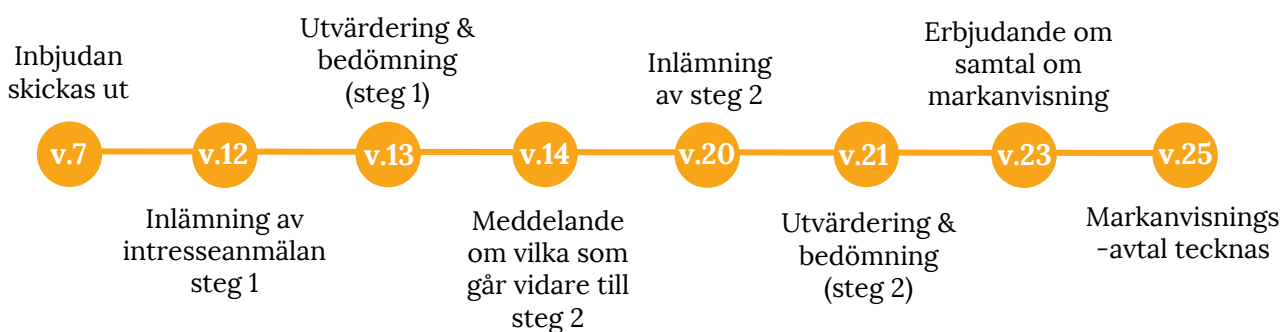 Inbjudan
skickas ut
Utvärdering &
bedömning
(steg 1)
Inlämning
av steg 2
Erbjudande om
samtal om
markanvisning
v.7
v.12
v.13
v.14
v.20
v.21
v.23
v.25
Inlämning av
intresseanmälan
steg 1
Meddelande
om vilka som
går vidare till
steg 2
Utvärdering &
bedömning
(steg 2)
Markanvisnings
-avtal tecknas